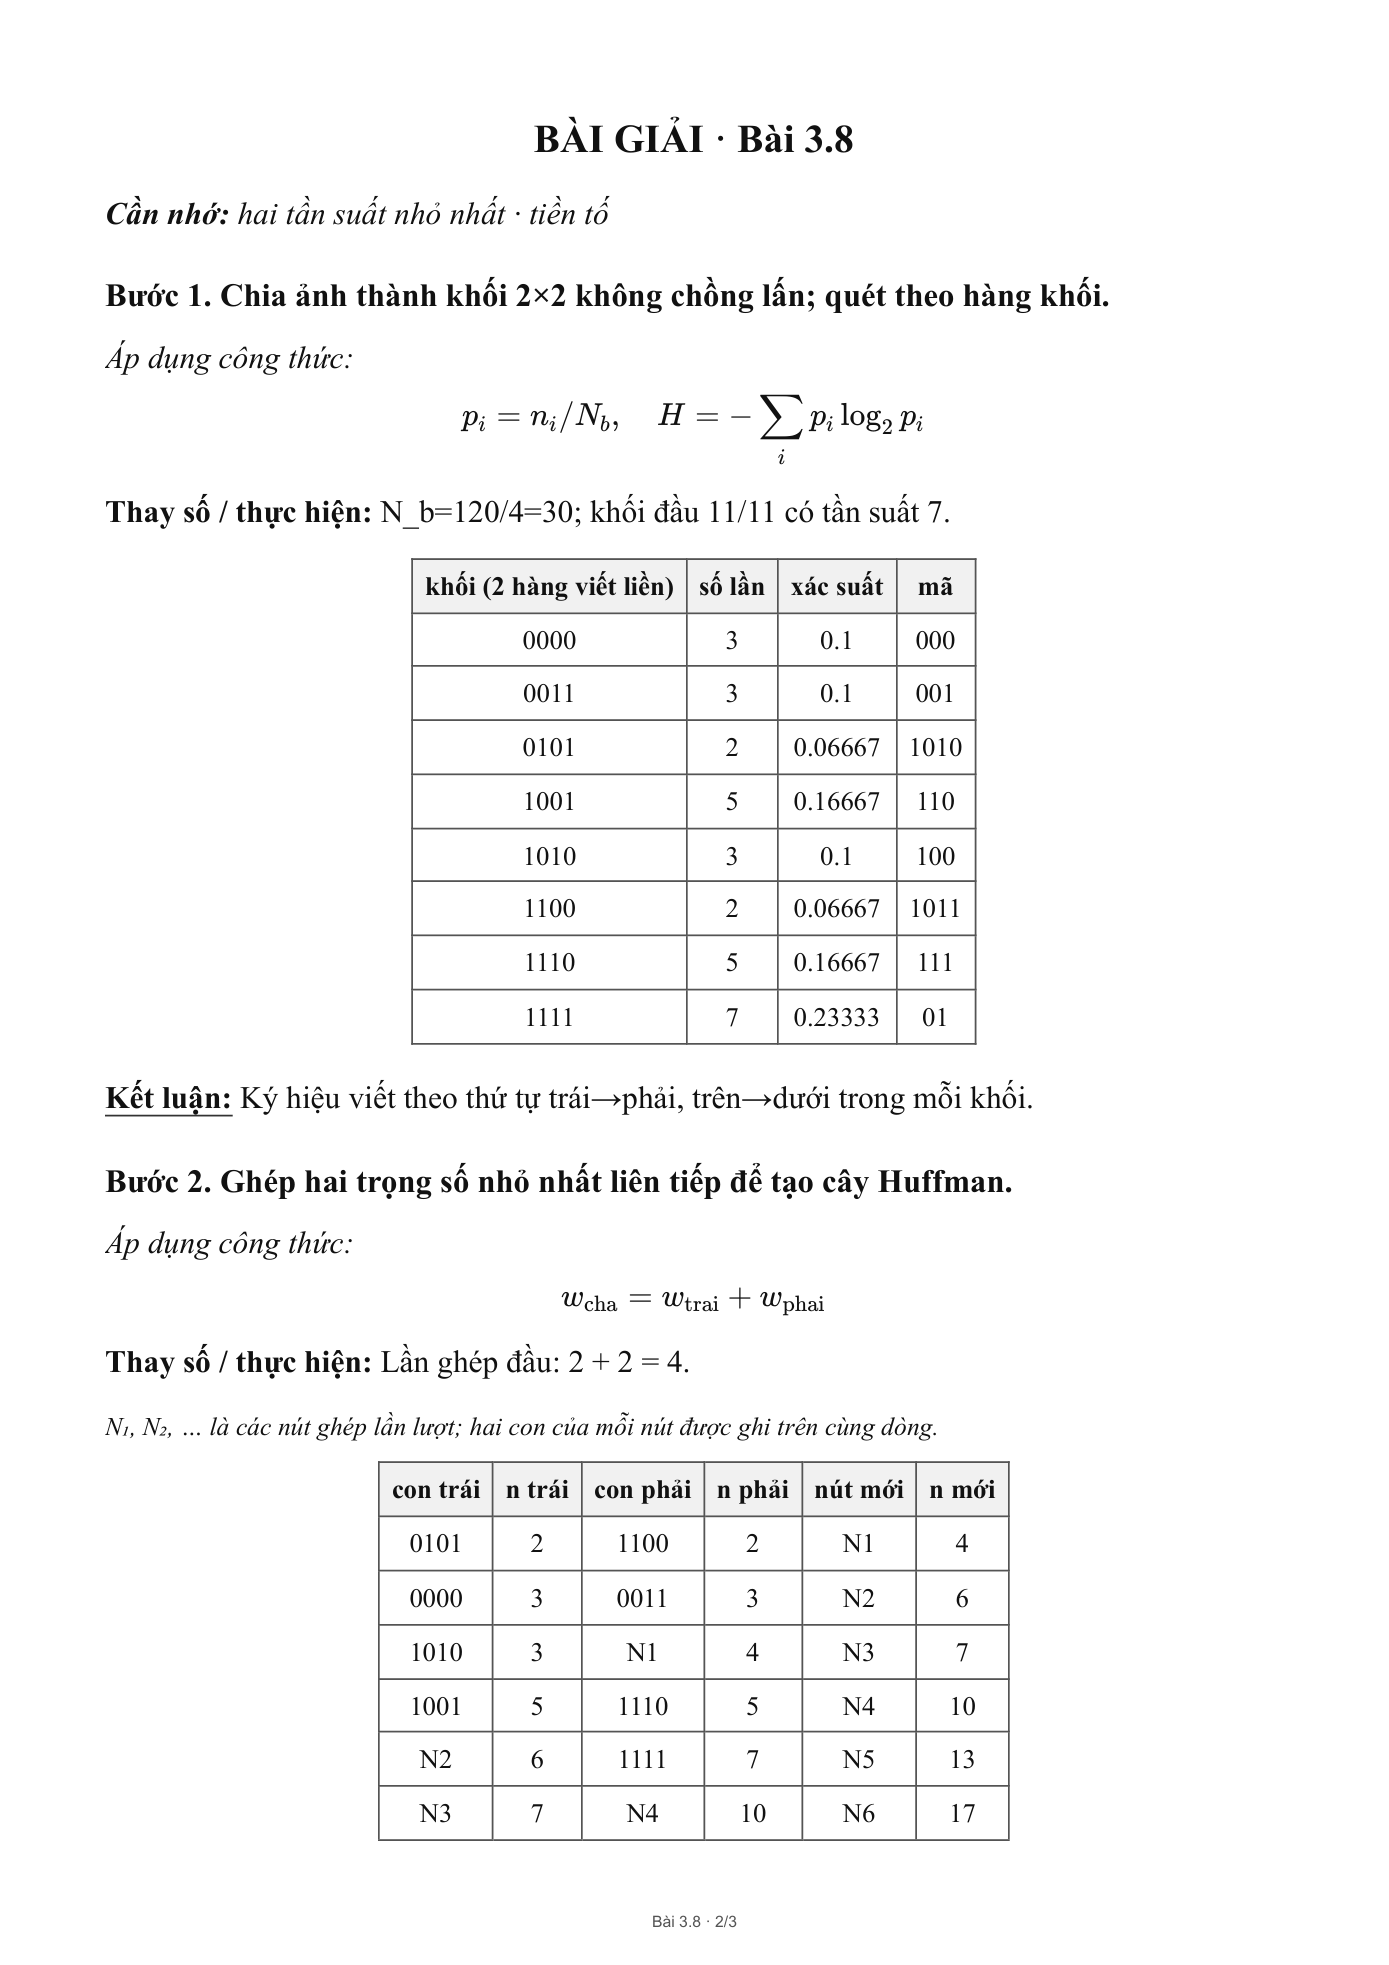 BÀI GIẢI · Bài 3.8
Cần nhớ: hai tần suất nhỏ nhất · tiền tố
Bước 1. Chia ảnh thành khối 2×2 không chồng lấn; quét theo hàng khối.
Áp dụng công thức:
p_i = n_i/N_b, H = −∑_i p_i log_2 p_i
Thay số / thực hiện: N_b=120/4=30; khối đầu 11/11 có tần suất 7.
khối (2 hàng viết liền) số lần xác suất mã
0000 3 0.1 000
0011 3 0.1 001
0101 2 0.06667 1010
1001 5 0.16667 110
1010 3 0.1 100
1100 2 0.06667 1011
1110 5 0.16667 111
1111 7 0.23333 01
Kết luận: Ký hiệu viết theo thứ tự trái→phải, trên→dưới trong mỗi khối.
Bước 2. Ghép hai trọng số nhỏ nhất liên tiếp để tạo cây Huffman.
Áp dụng công thức:
w_cha = w_trai + w_phai
Thay số / thực hiện: Lần ghép đầu: 2 + 2 = 4.
N₁, N₂, … là các nút ghép lần lượt; hai con của mỗi nút được ghi trên cùng dòng.
con trái n trái con phải n phải nút mới n mới
0101 2 1100 2 N1 4
0000 3 0011 3 N2 6
1010 3 N1 4 N3 7
1001 5 1110 5 N4 10
N2 6 1111 7 N5 13
N3 7 N4 10 N6 17
Bài 3.8 · 2/3